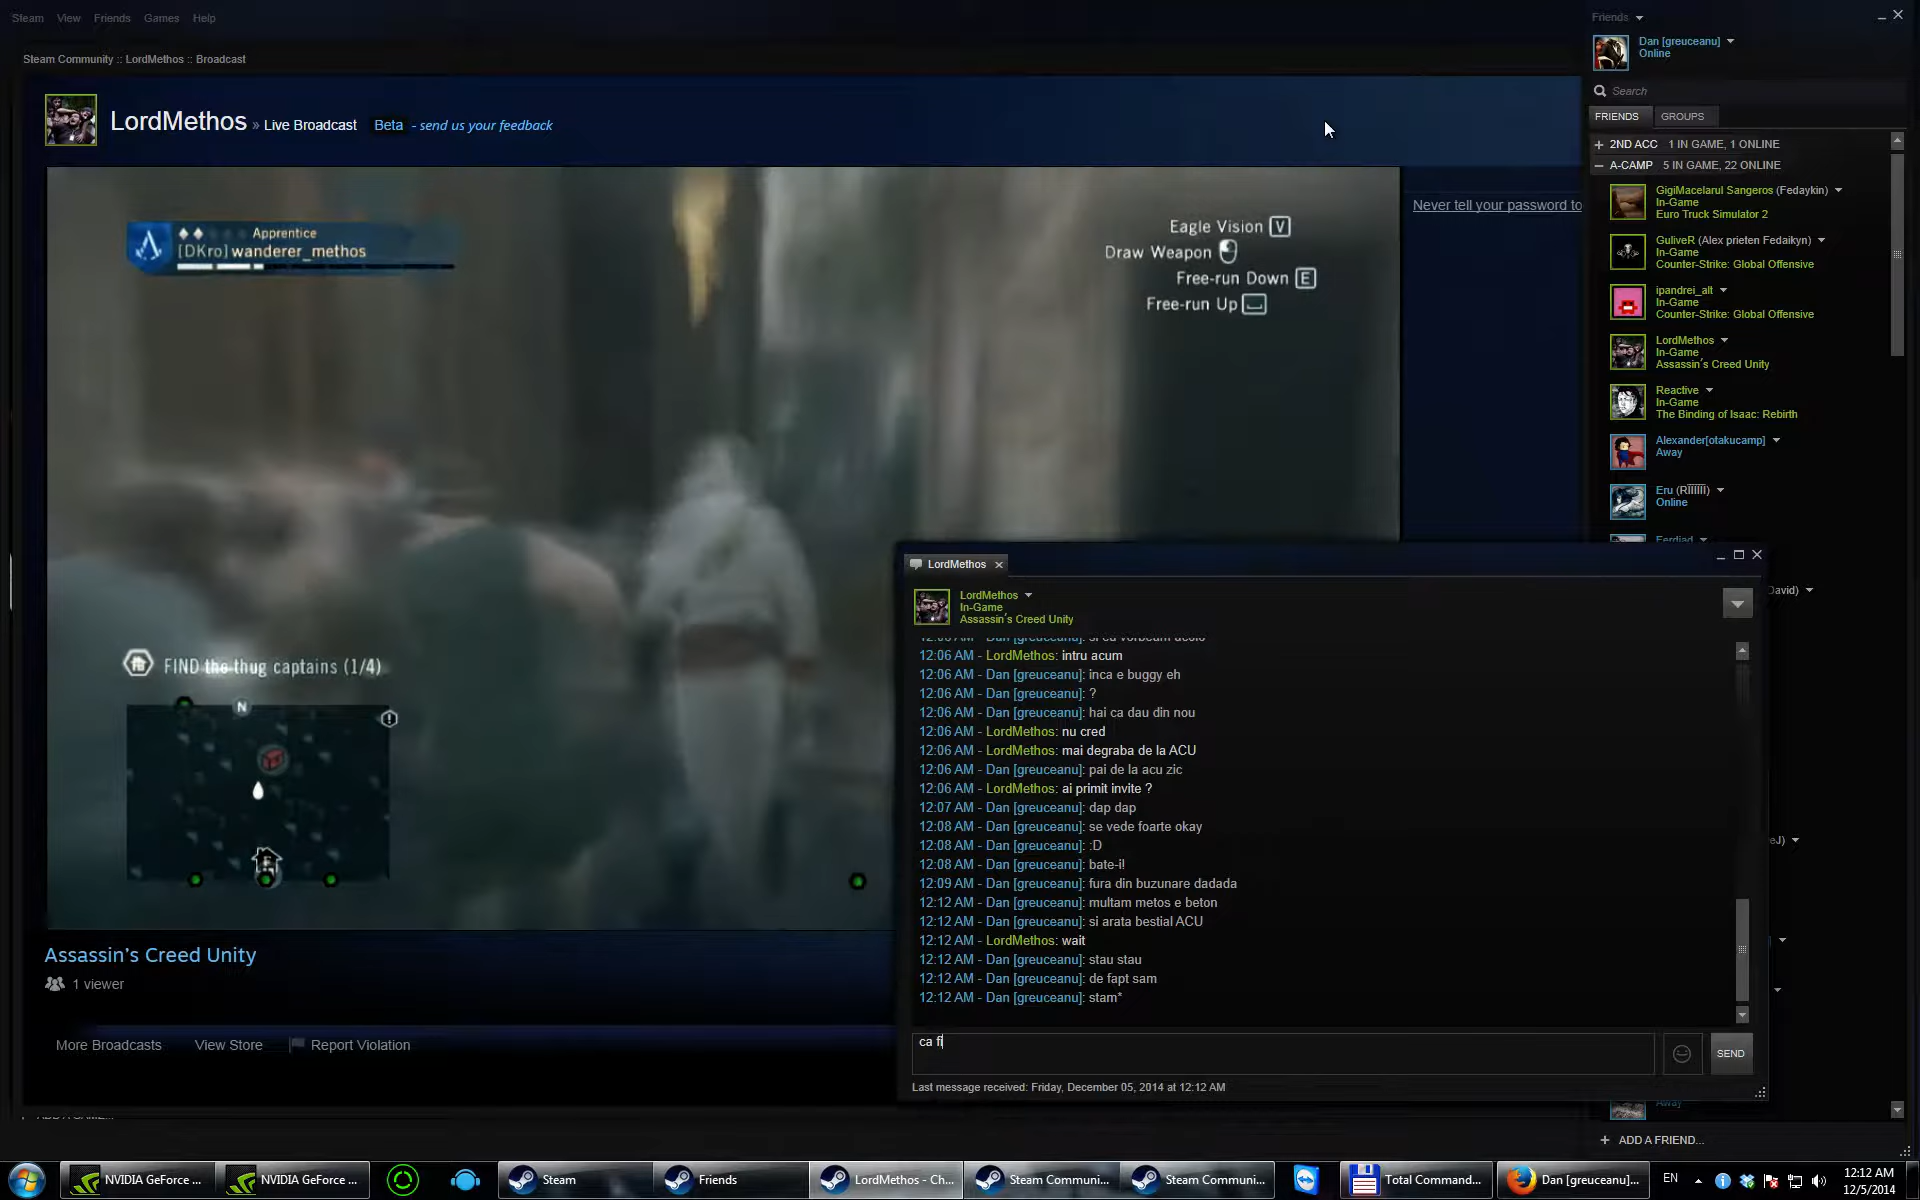 Steam View Friends Games Help
Steam Community :: LordMethos :: Broadcast
LordMethos » Live Broadcast Beta - send us your feedback
Apprentice
[DKro]wanderer_methos
Eagle Vision V
Draw Weapon
Free-run Down E
Free-run Up
Never tell your password to
FIND the thug captains (1/4)
N
Assassin's Creed Unity
1 viewer
More Broadcasts View Store Report Violation
Friends
Dan [greuceanu]
Online
Search
FRIENDS GROUPS
2ND ACC 1 IN GAME, 1 ONLINE
A-CAMP 5 IN GAME, 22 ONLINE
GigiMacelarul Sangeros (Fedaykin)
In-Game
Euro Truck Simulator 2
GuliveR (Alex prieten Fedaikyn)
In-Game
Counter-Strike: Global Offensive
ipandrei_alt
In-Game
Counter-Strike: Global Offensive
LordMethos
In-Game
Assassin's Creed Unity
Reactive
In-Game
The Binding of Isaac: Rebirth
Alexander[otakucamp]
Away
Eru
Online
David)
eJ)
Away
ADD A FRIEND...
LordMethos
LordMethos
In-Game
Assassin's Creed Unity
12:06 AM - LordMethos: intru acum
12:06 AM - Dan [greuceanu]: inca e buggy eh
12:06 AM - Dan [greuceanu]: ?
12:06 AM - Dan [greuceanu]: hai ca dau din nou
12:06 AM - LordMethos: nu cred
12:06 AM - LordMethos: mai degraba de la ACU
12:06 AM - Dan [greuceanu]: pai de la acu zic
12:06 AM - LordMethos: ai primit invite ?
12:07 AM - Dan [greuceanu]: dap dap
12:08 AM - Dan [greuceanu]: se vede foarte okay
12:08 AM - Dan [greuceanu]: :D
12:08 AM - Dan [greuceanu]: bate-i!
12:09 AM - Dan [greuceanu]: fura din buzunare dadada
12:12 AM - Dan [greuceanu]: multam metos e beton
12:12 AM - Dan [greuceanu]: si arata bestial ACU
12:12 AM - LordMethos: wait
12:12 AM - Dan [greuceanu]: stau stau
12:12 AM - Dan [greuceanu]: de fapt sam
12:12 AM - Dan [greuceanu]: stam*
ca fi
SEND
Last message received: Friday, December 05, 2014 at 12:12 AM
NVIDIA GeForce ... NVIDIA GeForce ... Steam Friends LordMethos - Ch... Steam Communi... Steam Communi... Total Command... Dan [greuceanu]... EN 12:12 AM
12/5/2014